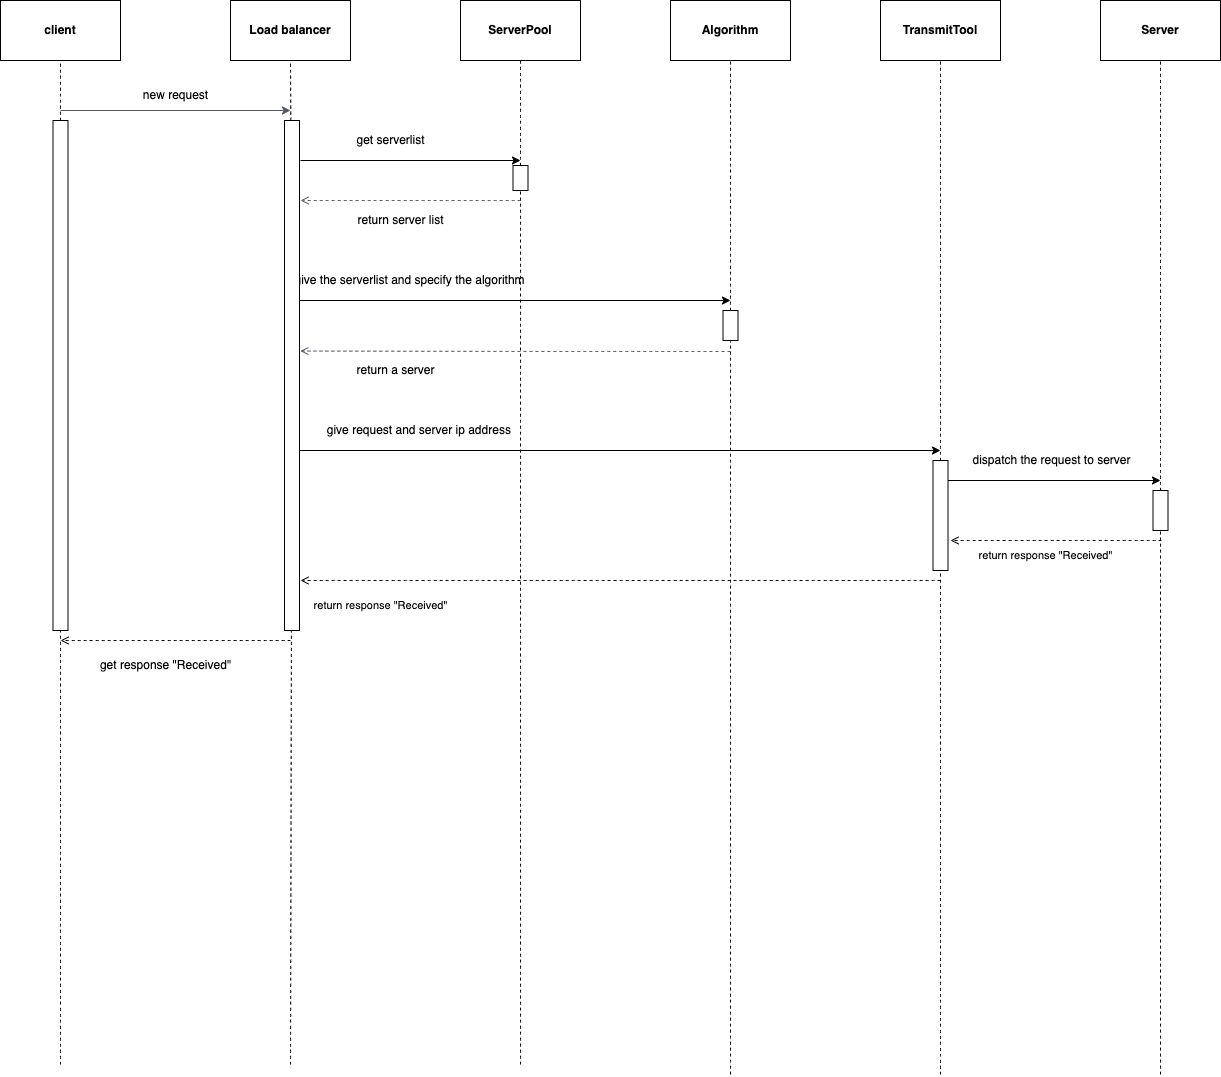 client
Load balancer
ServerPool
Algorithm
TransmitTool
Server
new request
get serverlist
return server list
ive the serverlist and specify the algorithm
return a server
give request and server ip address
dispatch the request to server
return response "Received"
return response "Received"
get response "Received"